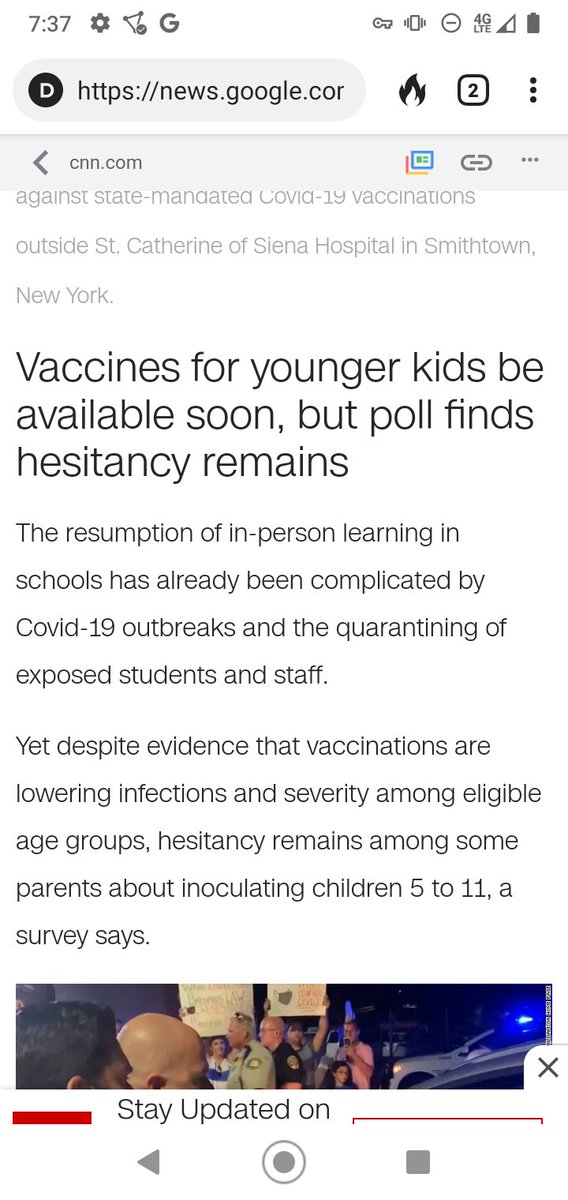 7:37
4G
LTE
D
https://news.google.cor
2
cnn.com
against state-mandated Covid-19 vaccinations
outside St. Catherine of Siena Hospital in Smithtown,
New York.
Vaccines for younger kids be
available soon, but poll finds
hesitancy remains
The resumption of in-person learning in
schools has already been complicated by
Covid-19 outbreaks and the quarantining of
exposed students and staff.
Yet despite evidence that vaccinations are
lowering infections and severity among eligible
age groups, hesitancy remains among some
parents about inoculating children 5 to 11, a
survey says.
LAW
Stay Updated on